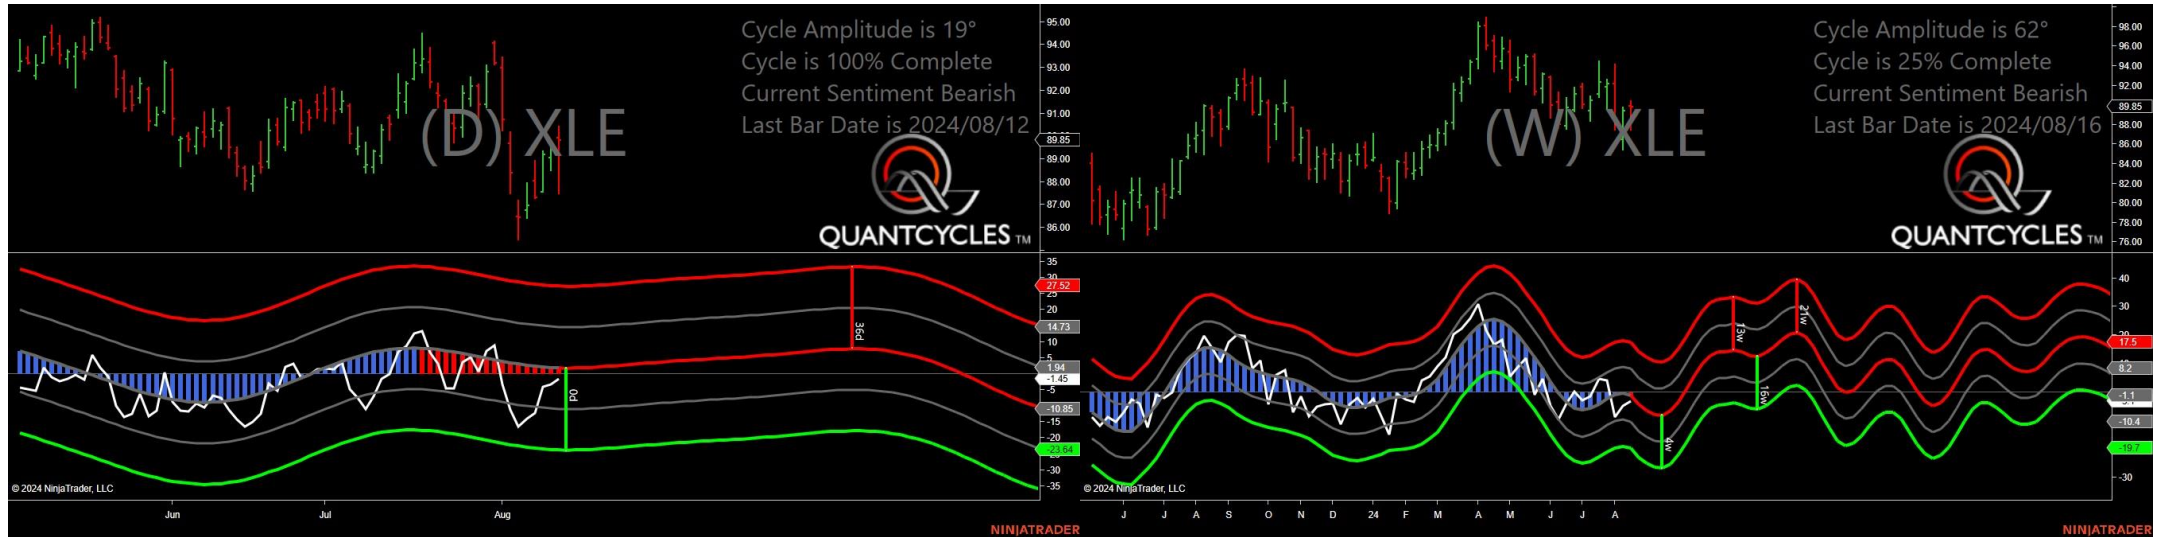 Cycle Amplitude is 19°
Cycle is 100% Complete
Current Sentiment Bearish
Last Bar Date is 2024/08/12
(D) XLE
QUANTCYCLES TM
95.00
94.00
93.00
92.00
91.00
89.85
89.00
88.00
87.00
86.00
35
30
27.52
25
20
14.73
10
5
1.94
-1.45
-5
-10.85
-15
-20
-23.64
-30
-35
36d
0d
© 2024 NinjaTrader, LLC
Jun Jul Aug
NINJATRADER
Cycle Amplitude is 62°
Cycle is 25% Complete
Current Sentiment Bearish
Last Bar Date is 2024/08/16
(W) XLE
QUANTCYCLES TM
98.00
96.00
94.00
92.00
89.85
88.00
86.00
84.00
82.00
80.00
78.00
76.00
40
30
17.5
8.2
-1.1
-10.4
-19.7
-30
13w
21w
16w
4w
© 2024 NinjaTrader, LLC
J J A S O N D 24 F M A M J J A
NINJATRADER